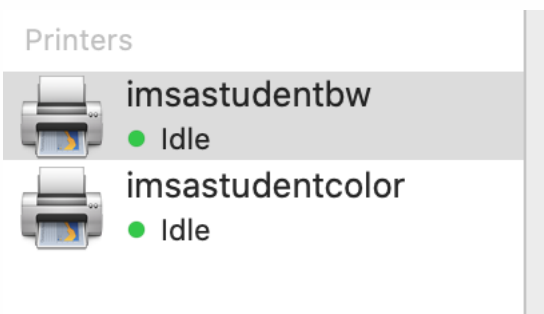 Printers
imsastudentbw
Idle
imsastudentcolor
Idle